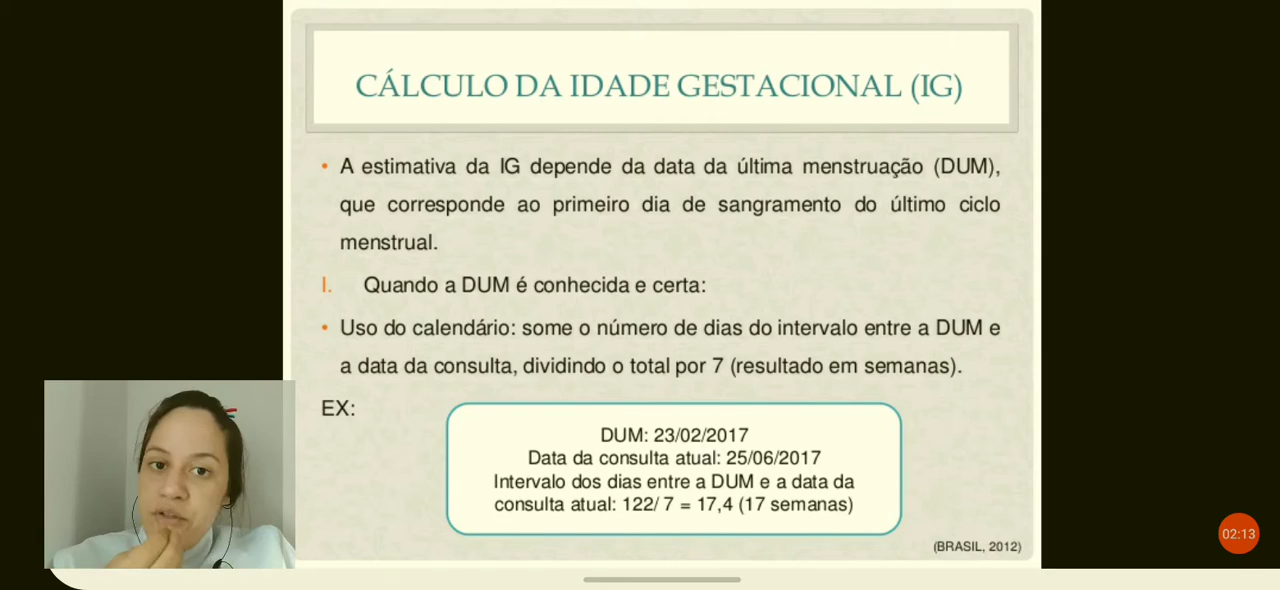 CÁLCULO DA IDADE GESTACIONAL (IG)
• A estimativa da IG depende da data da última menstruação (DUM),
que corresponde ao primeiro dia de sangramento do último ciclo
menstrual.
I. Quando a DUM é conhecida e certa:
• Uso do calendário: some o número de dias do intervalo entre a DUM e
a data da consulta, dividindo o total por 7 (resultado em semanas).
EX:
DUM: 23/02/2017
Data da consulta atual: 25/06/2017
Intervalo dos dias entre a DUM e a data da
consulta atual: 122/ 7 = 17,4 (17 semanas)
(BRASIL, 2012)
02:13